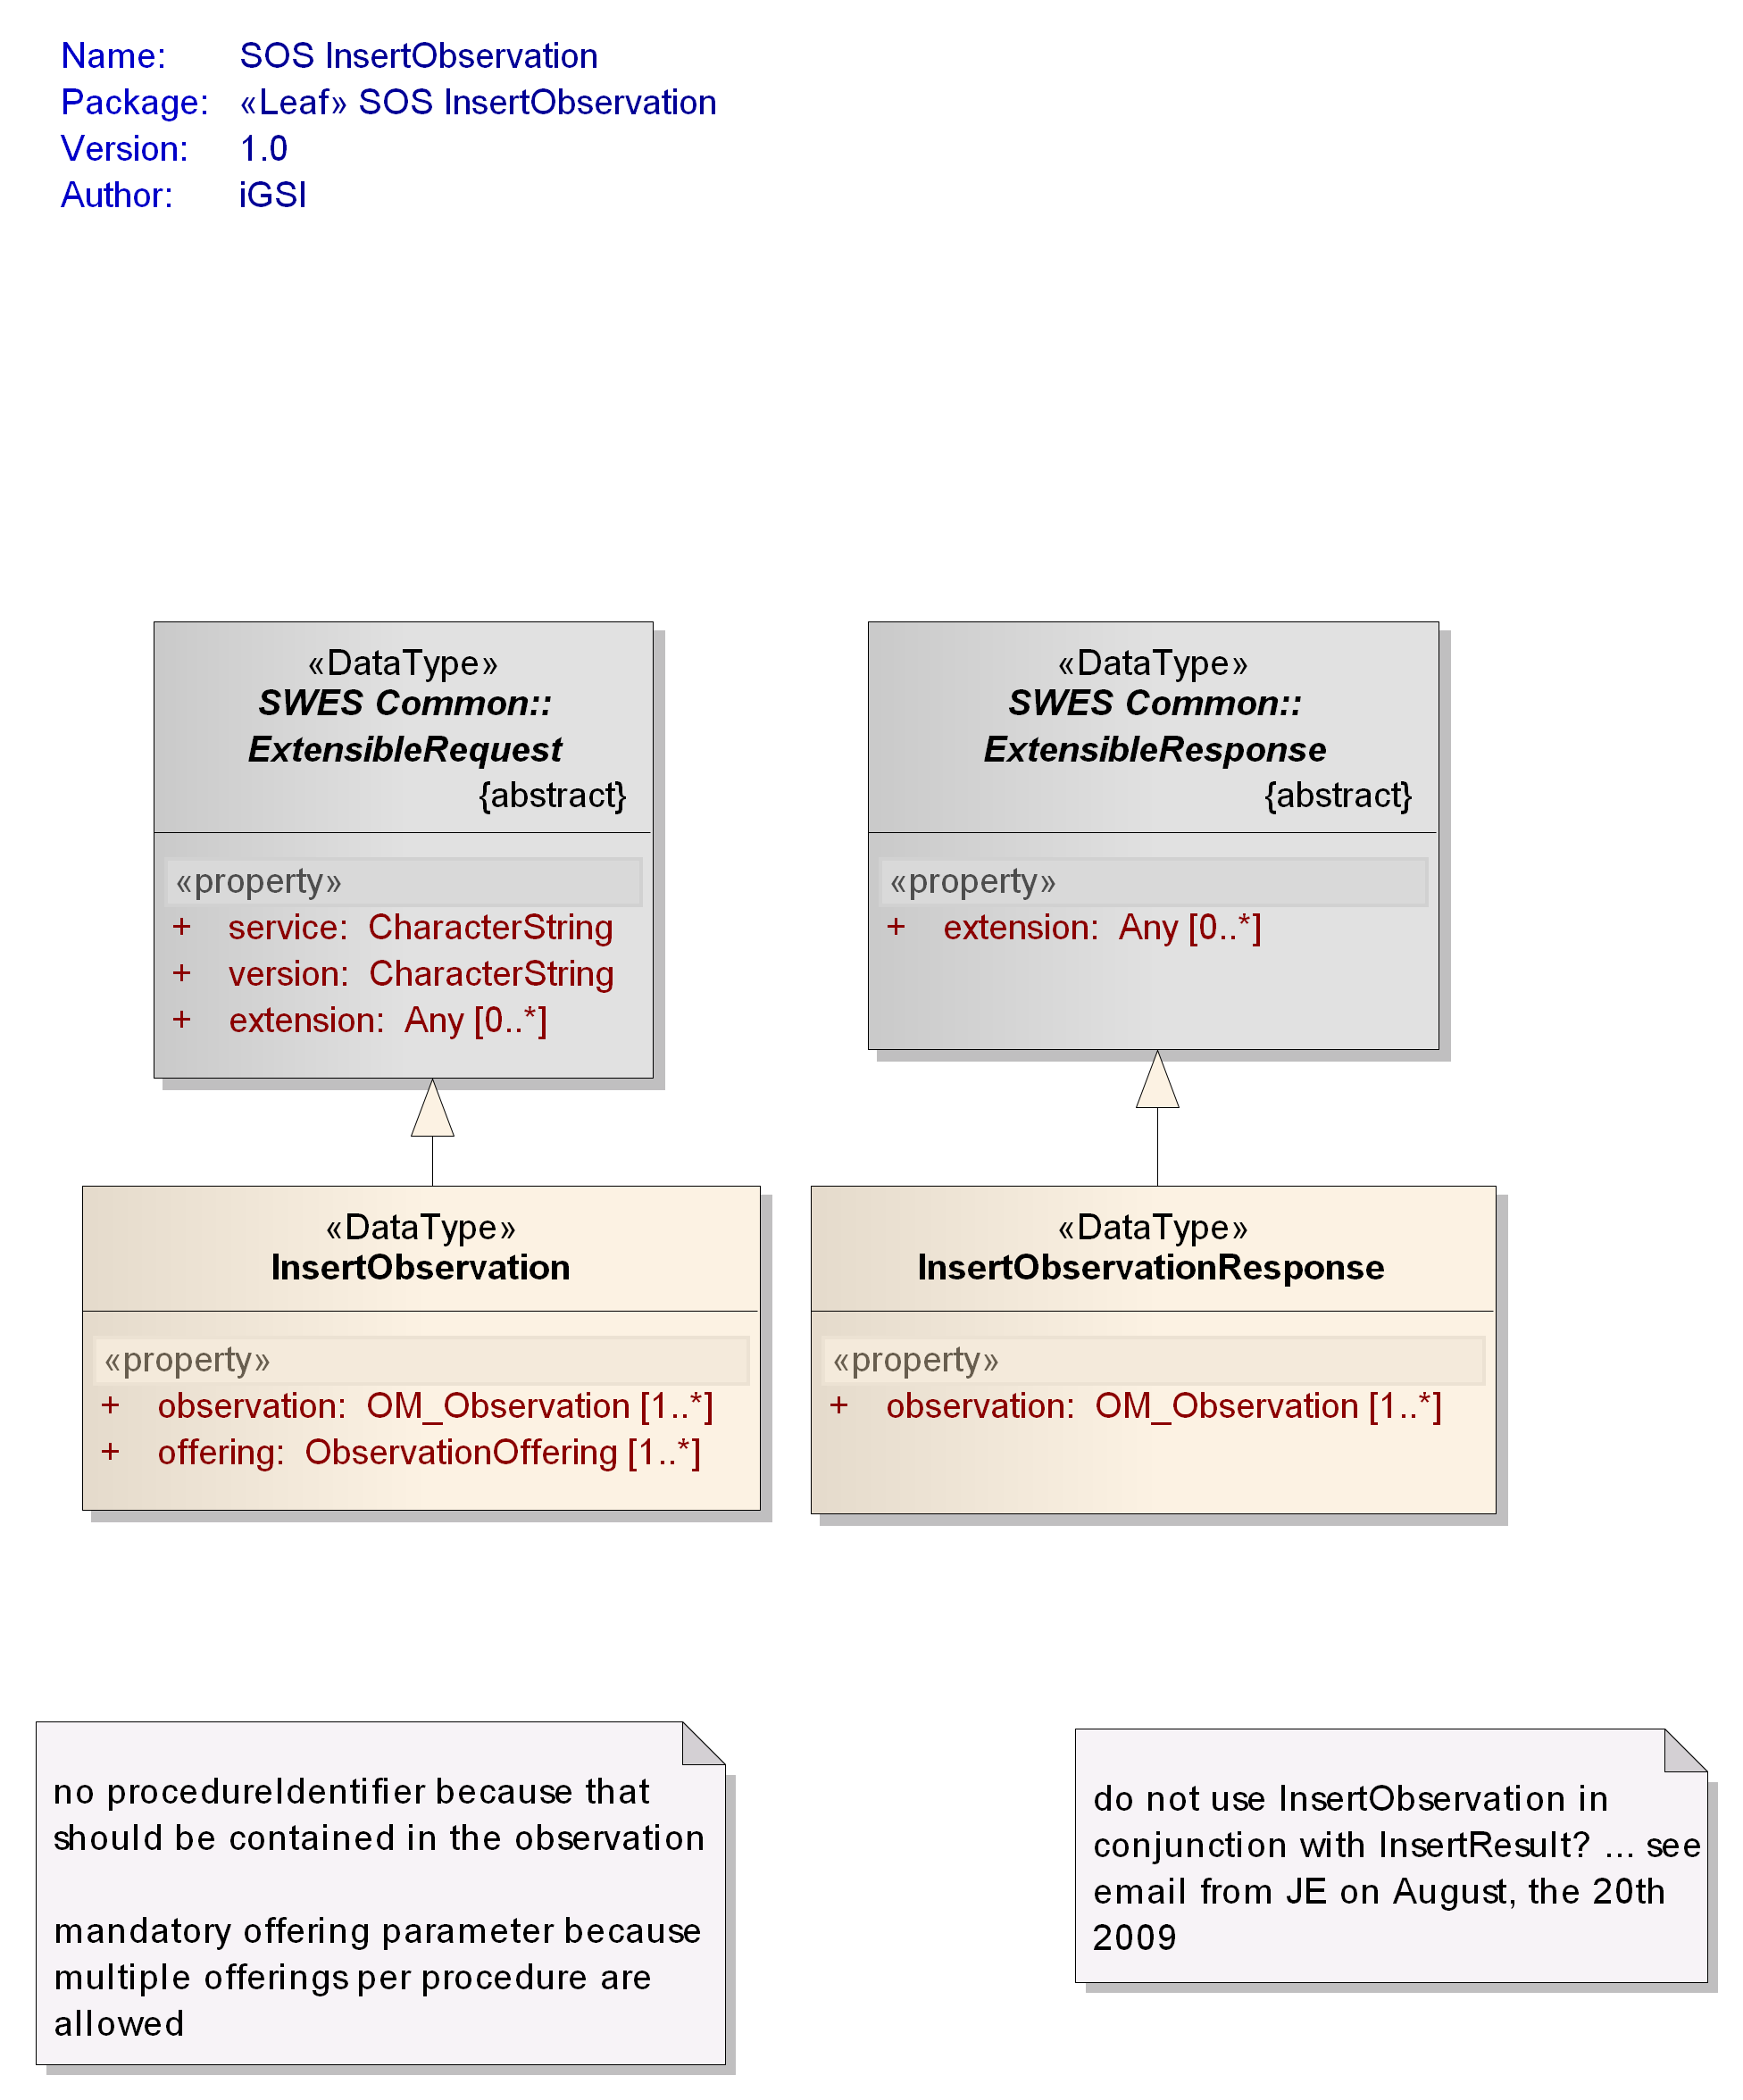 Name: SOS InsertObservation
Package: «Leaf» SOS InsertObservation
Version: 1.0
Author: iGSI
«DataType»
SWES Common::
ExtensibleRequest
{abstract}
«property»
+ service: CharacterString
+ version: CharacterString
+ extension: Any [0..*]
«DataType»
SWES Common::
ExtensibleResponse
{abstract}
«property»
+ extension: Any [0..*]
«DataType»
InsertObservation
«property»
+ observation: OM_Observation [1..*]
+ offering: ObservationOffering [1..*]
«DataType»
InsertObservationResponse
«property»
+ observation: OM_Observation [1..*]
no procedureIdentifier because that
should be contained in the observation
mandatory offering parameter because
multiple offerings per procedure are
allowed
do not use InsertObservation in
conjunction with InsertResult? ... see
email from JE on August, the 20th
2009